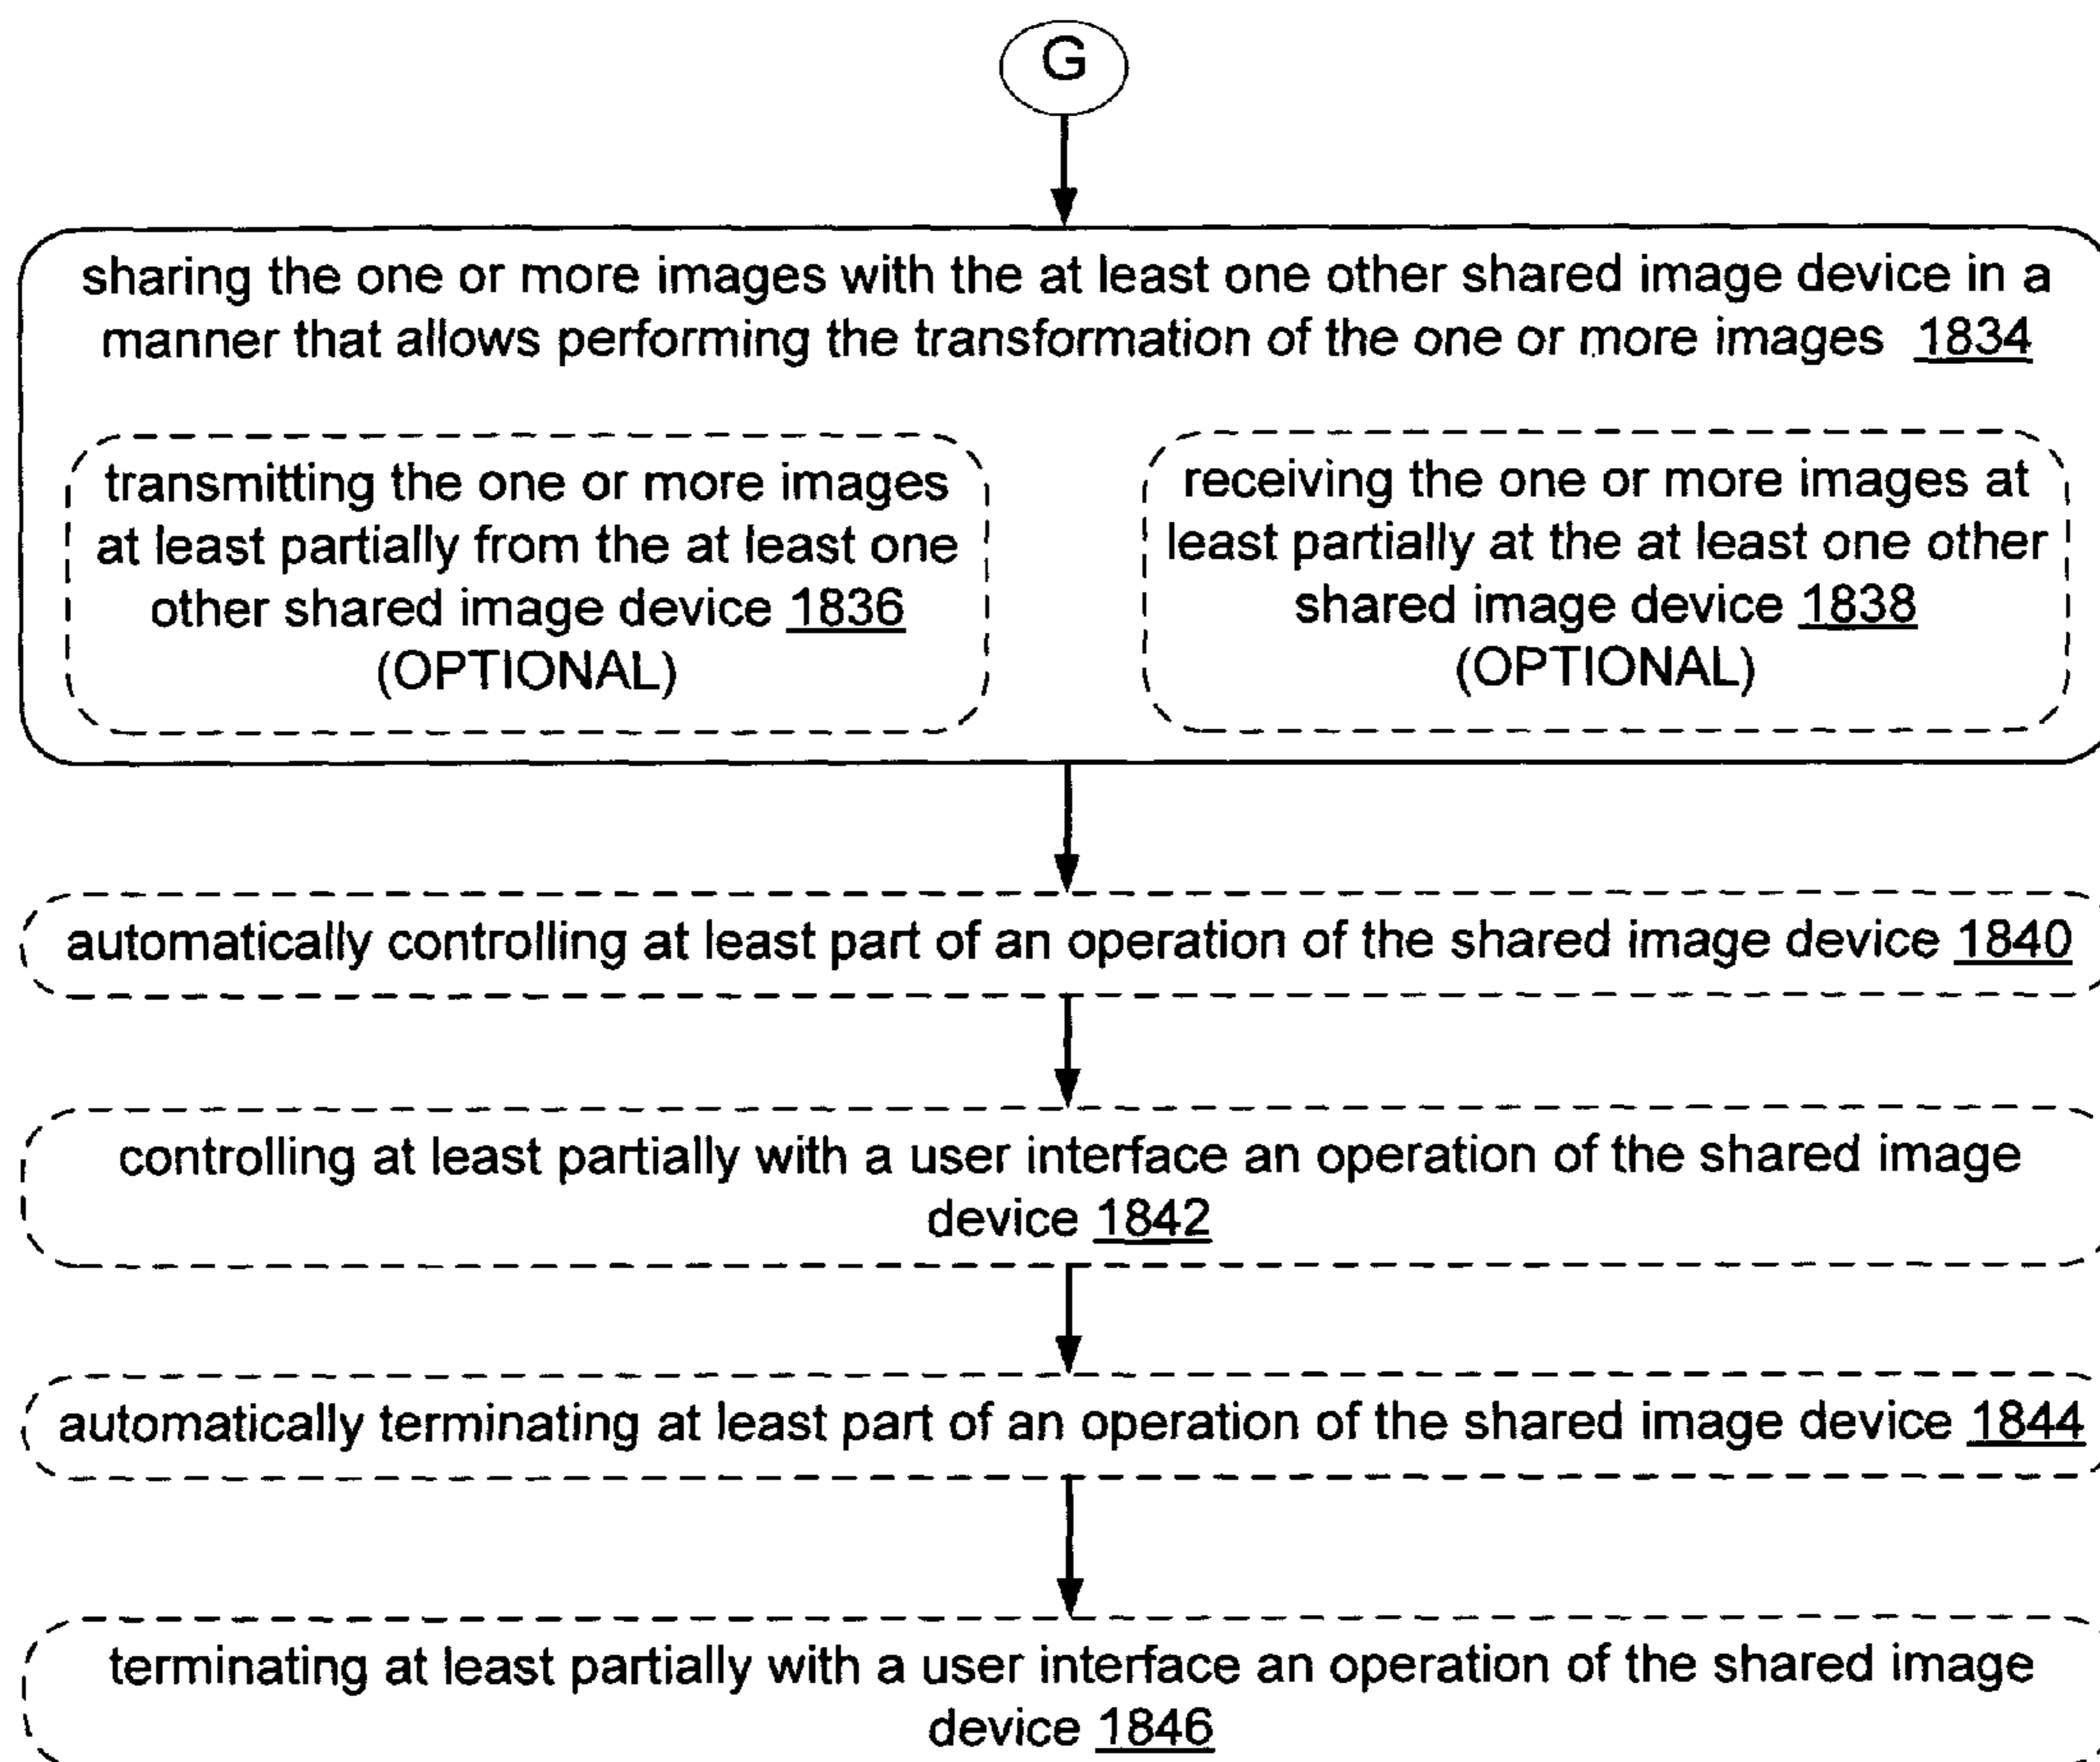 G
sharing the one or more images with the at least one other shared image device in a
manner that allows performing the transformation of the one or more images 1834
transmitting the one or more images
at least partially from the at least one
other shared image device 1836
(OPTIONAL)
receiving the one or more images at
least partially at the at least one other
shared image device 1838
(OPTIONAL)
automatically controlling at least part of an operation of the shared image device 1840
controlling at least partially with a user interface an operation of the shared image
device 1842
automatically terminating at least part of an operation of the shared image device 1844
terminating at least partially with a user interface an operation of the shared image
device 1846